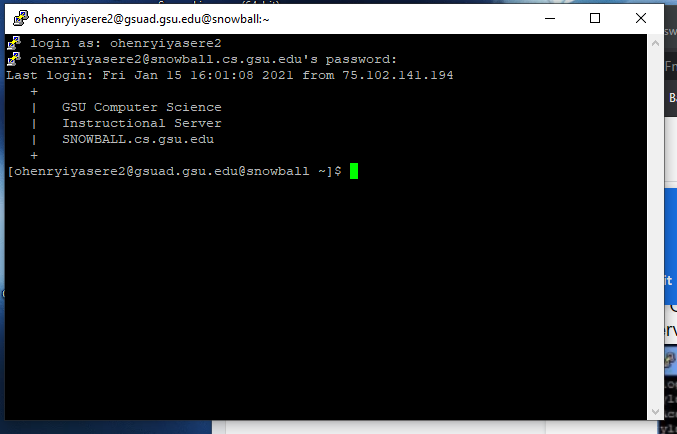 ohenryiyasere2@gsuad.gsu.edu@snowball:~
login as: ohenryiyasere2
ohenryiyasere2@snowball.cs.gsu.edu's password:
Last login: Fri Jan 15 16:01:08 2021 from 75.102.141.194
+
|   GSU Computer Science
|   Instructional Server
|   SNOWBALL.cs.gsu.edu
+
[ohenryiyasere2@gsuad.gsu.edu@snowball ~]$